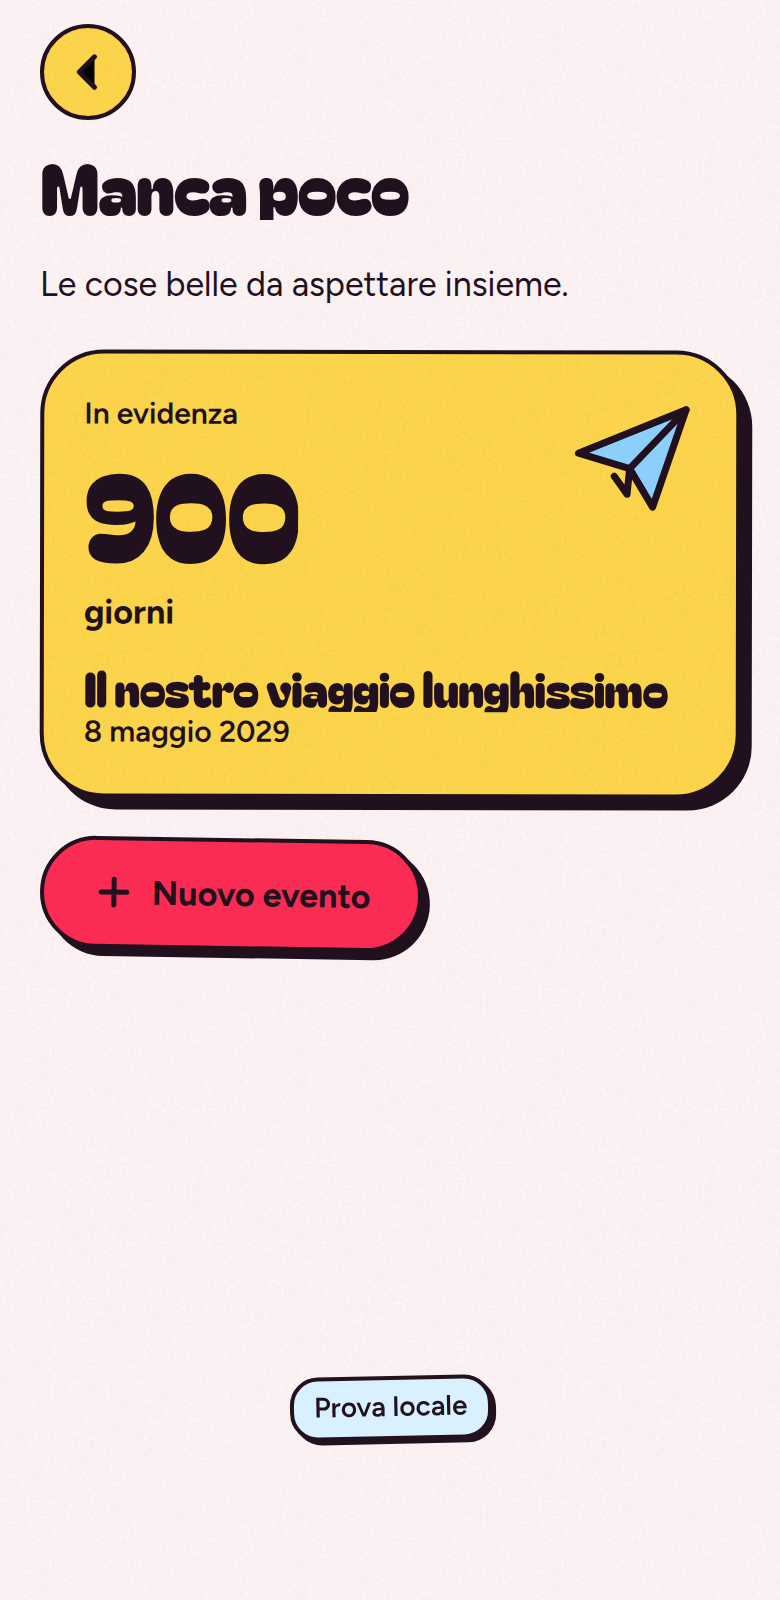 Manca poco
Le cose belle da aspettare insieme.
In evidenza
900
giorni
Il nostro viaggio lunghissimo
8 maggio 2029
Nuovo evento
Prova locale